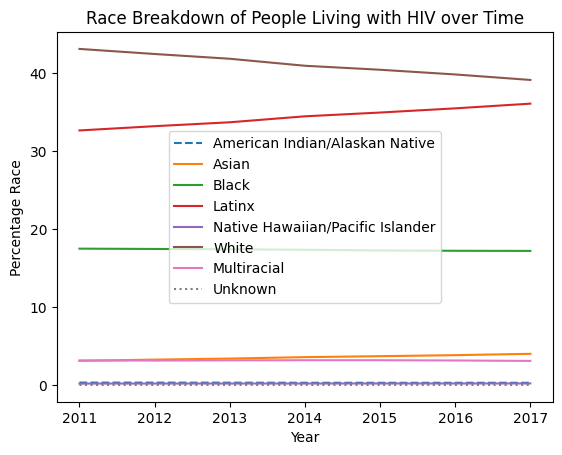 Race Breakdown of People Living with HIV over Time
Percentage Race
40
30
20
10
0
American Indian/Alaskan Native
Asian
Black
Latinx
Native Hawaiian/Pacific Islander
White
Multiracial
Unknown
2011 2012 2013 2014 2015 2016 2017
Year